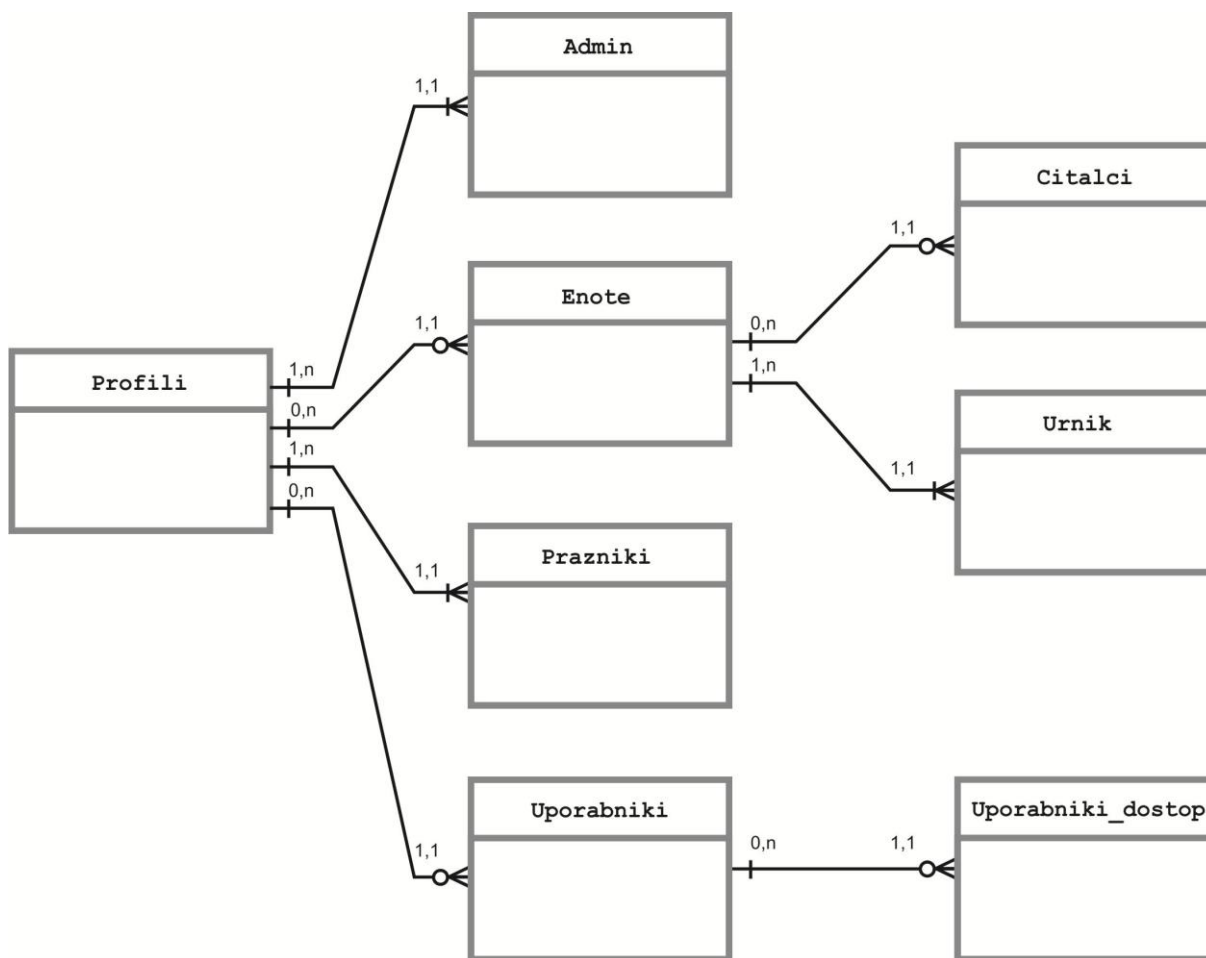 Admin
1,1
Citalci
1,1
Enote
1,1
0,n
1,n
Profili
1,n
0,n
1,n
0,n
Urnik
1,1
Prazniki
1,1
Uporabniki
1,1
0,n
Uporabniki_dostop
1,1